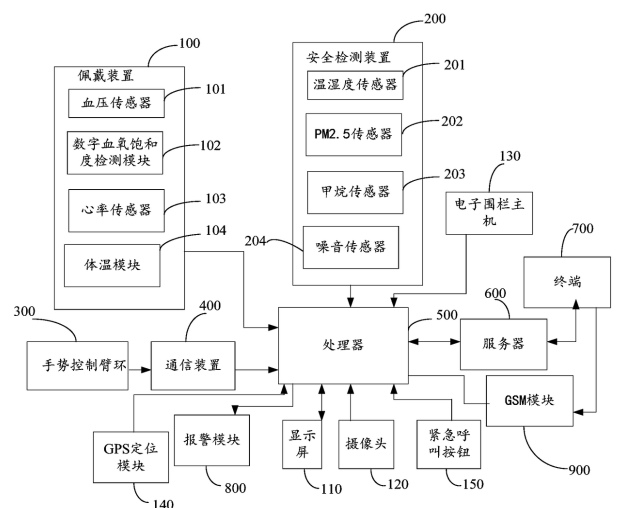 100
佩戴装置
血压传感器
101
数字血氧饱和
度检测模块
102
心率传感器
103
体温模块
104
200
安全检测装置
温湿度传感器
201
PM2.5传感器
202
甲烷传感器
203
噪音传感器
204
130
电子围栏主
机
700
终端
300
手势控制臂环
400
通信装置
处理器
500
600
服务器
GSM模块
900
GPS定位
模块
140
报警模块
800
显示
屏
110
摄像头
120
紧急呼
叫按钮
150